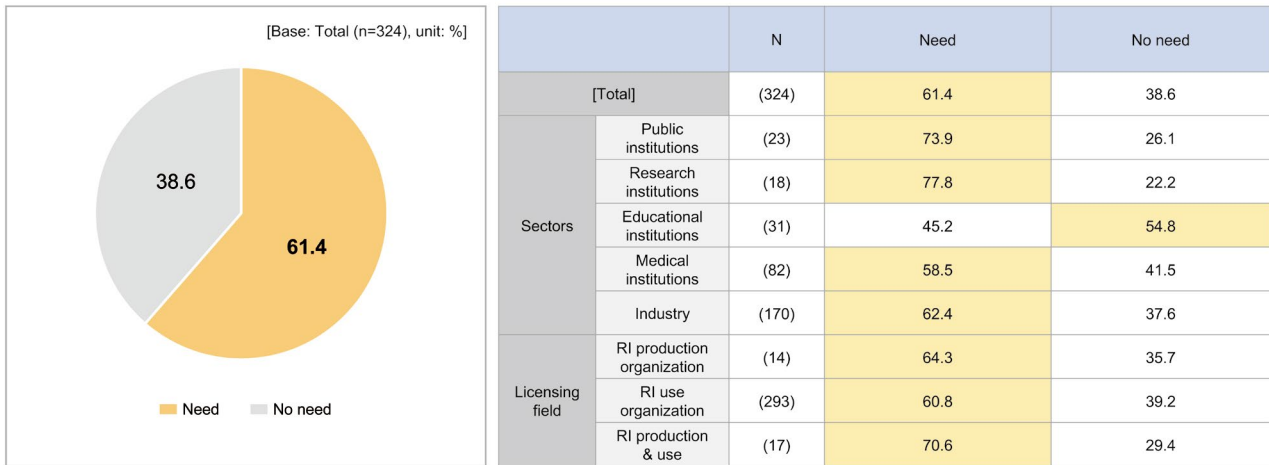 [Base: Total (n=324), unit: %]
38.6
61.4
Need
No need
N
Need
No need
[Total]
(324)
61.4
38.6
Sectors
Public
institutions
(23)
73.9
26.1
Research
institutions
(18)
77.8
22.2
Educational
institutions
(31)
45.2
54.8
Medical
institutions
(82)
58.5
41.5
Industry
(170)
62.4
37.6
Licensing
field
RI production
organization
(14)
64.3
35.7
RI use
organization
(293)
60.8
39.2
RI production
& use
(17)
70.6
29.4